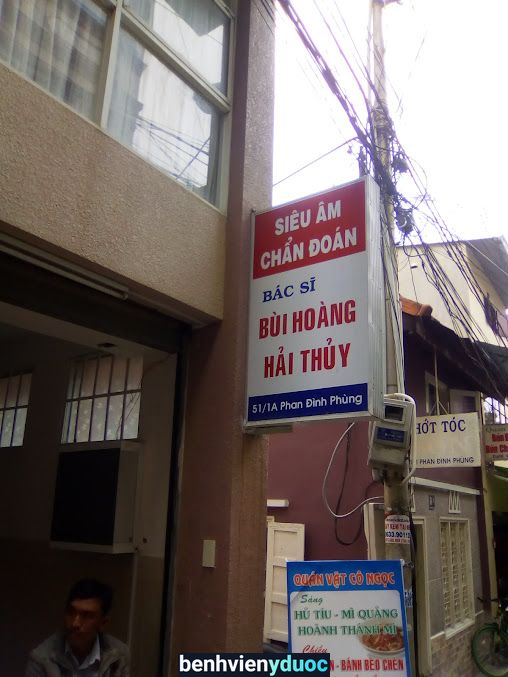 SIÊU ÂM
CHẨN ĐOÁN
BÁC SĨ
BÙI HOÀNG
HẢI THỦY
51/1A Phan Đình Phùng
HỚT TÓC
PHAN ĐÌNH PHÙNG
QUÁN VẶT CÔ NGỌC
Sáng
HỦ TÍU - MÌ QUẢNG
HOÀNH THÁNH MÌ
Chiều
- BÁNH BÈO CHÉN
benhvienyduoc